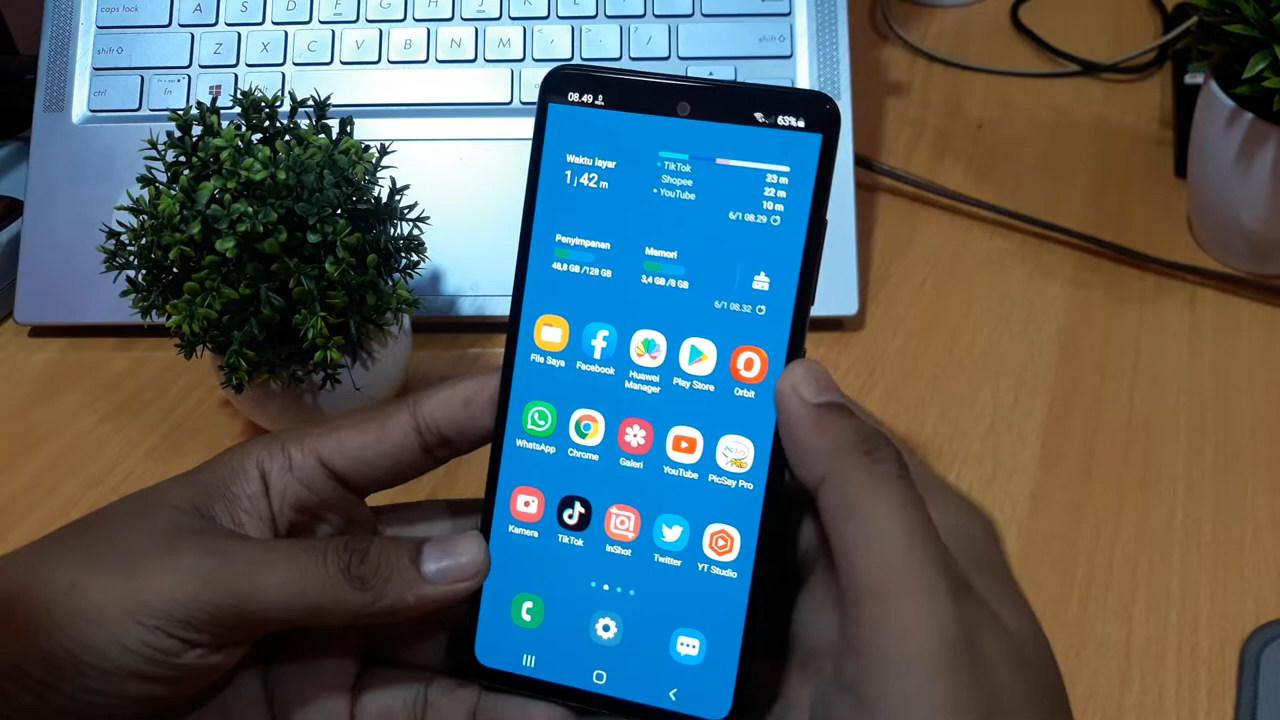 caps lock A S D F G H J K L
shift Z X C V B N M < , > . ? / shift
ctrl fn alt
08.49 63%
Waktu layar
1 j 42 m
TikTok 23 m
Shopee 22 m
YouTube 10 m
6/1 08.29
Penyimpanan
48,8 GB /128 GB
Memori
3,4 GB /8 GB
6/1 08.32
File Saya Facebook Huawei Manager Play Store Orbit
WhatsApp Chrome Galeri YouTube PicSay Pro
Kamera TikTok InShot Twitter YT Studio